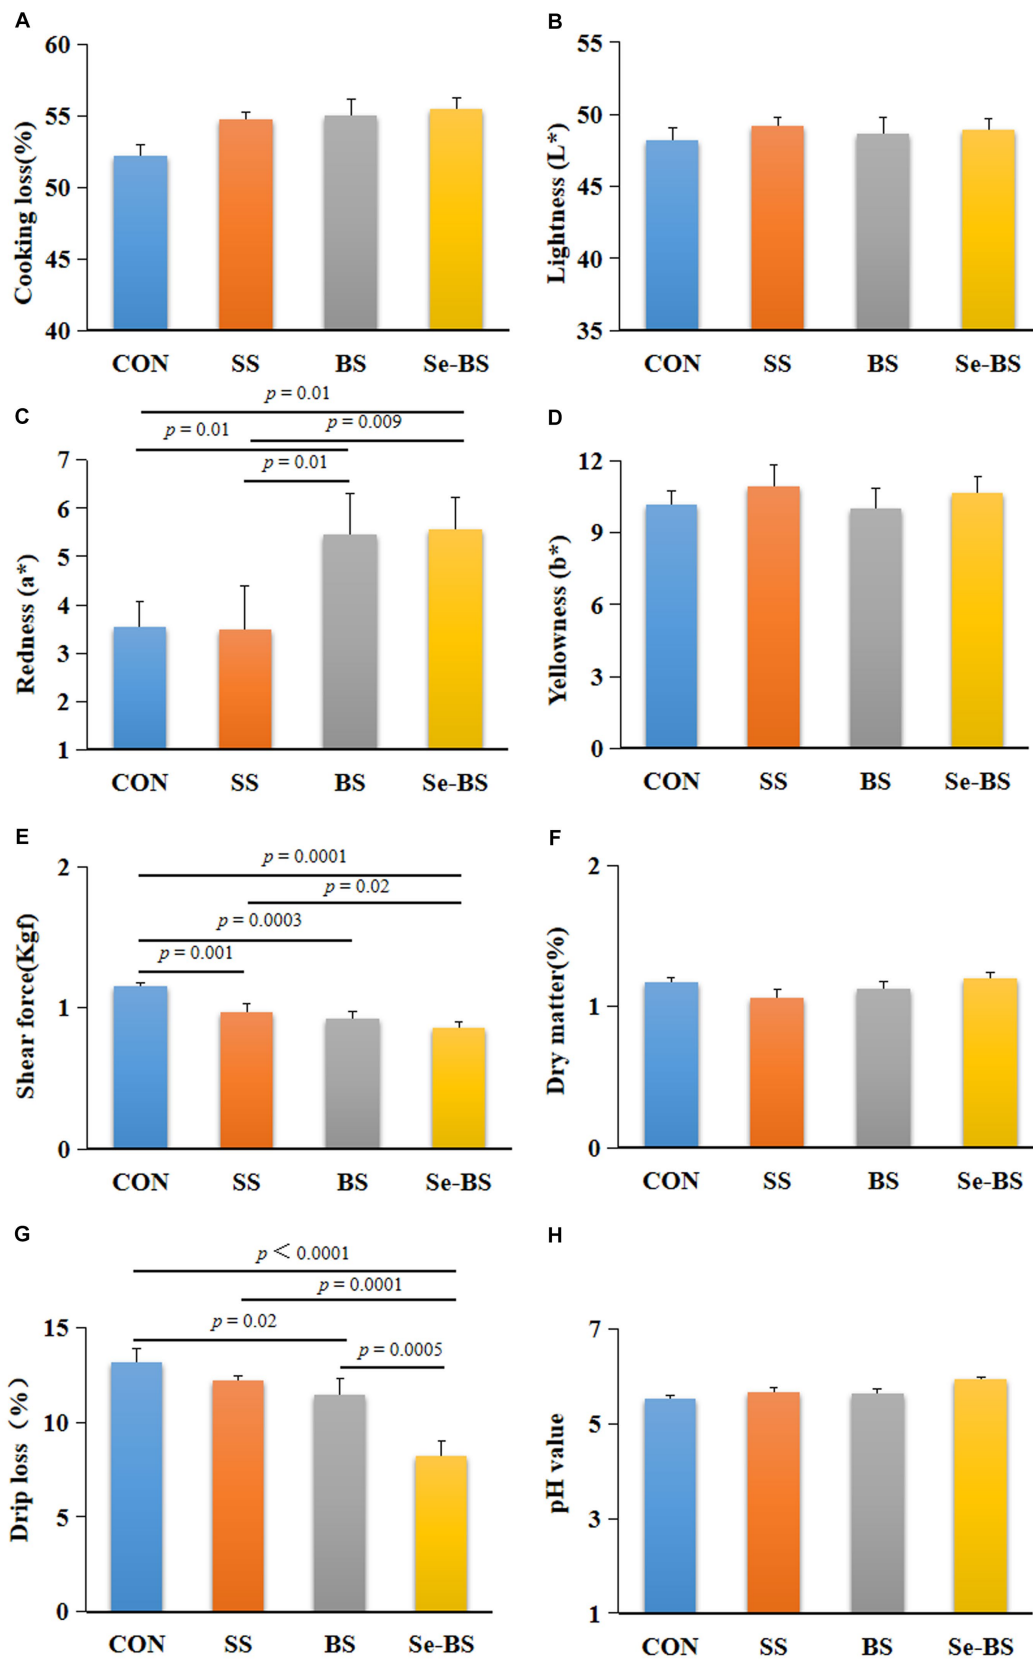 A
Cooking loss(%)
60
55
50
45
40
CON SS BS Se-BS
B
Lightness (L*)
55
50
45
40
35
CON SS BS Se-BS
C
p = 0.01
p = 0.009
p = 0.01
p = 0.01
Redness (a*)
7
6
5
4
3
2
1
CON SS BS Se-BS
D
Yellowness (b*)
12
9
6
3
0
CON SS BS Se-BS
E
p = 0.0001
p = 0.02
p = 0.0003
p = 0.001
Shear force(Kgf)
2
1
0
CON SS BS Se-BS
F
Dry matter(%)
2
1
0
CON SS BS Se-BS
G
p < 0.0001
p = 0.0001
p = 0.02
p = 0.0005
Drip loss (%)
15
10
5
0
CON SS BS Se-BS
H
pH value
7
5
3
1
CON SS BS Se-BS